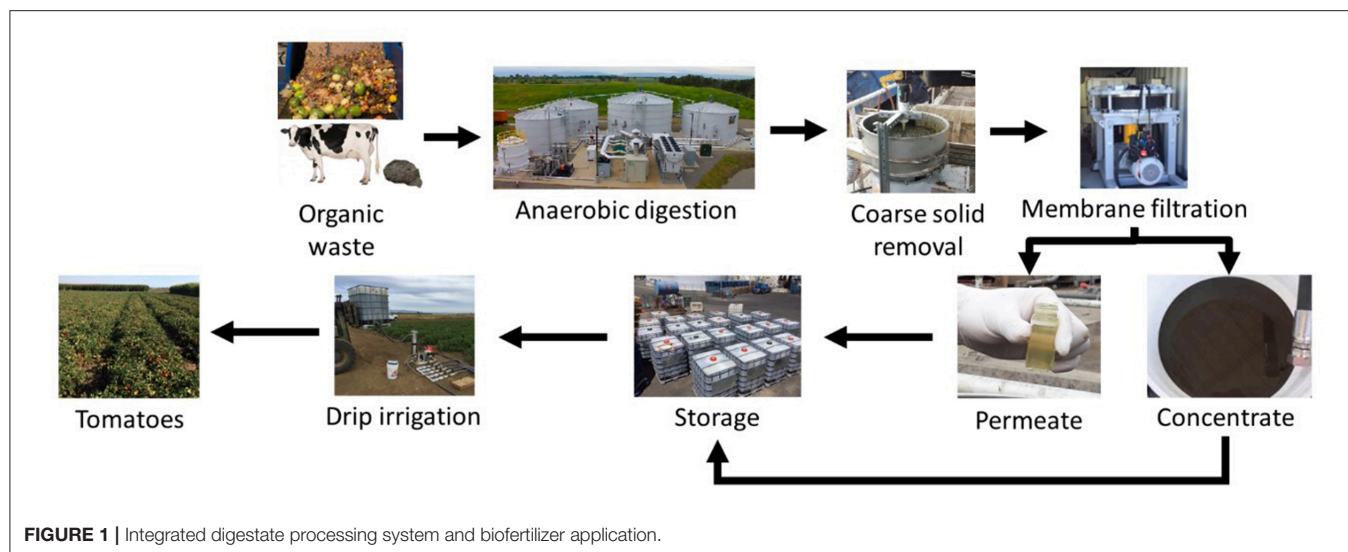 Organic
waste
Anaerobic digestion
Coarse solid
removal
Membrane filtration
Tomatoes
Drip irrigation
Storage
Permeate
Concentrate
FIGURE 1 | Integrated digestate processing system and biofertilizer application.